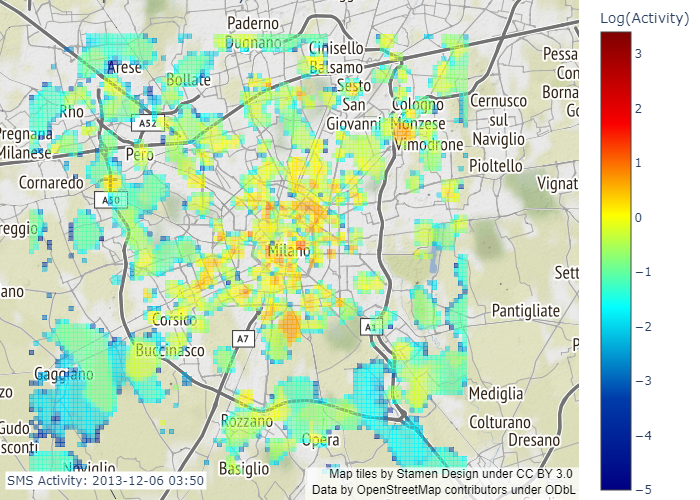 Log(Activity)
Paderno
Dugnano
Cinisello
Balsamo
Arese
Bollate
Sesto
San
Giovanni
Cologno
Monzese
Cernusco
sul
Naviglio
Pessa
Con
Borna
Go
Rho
A52
Pregnana
Milanese
Pero
Vimodrone
Pioltello
Cornaredo
A50
Vignat
reggio
Milano
Sett
ano
Corsico
Pantigliate
A7
A1
Buccinasco
P
Gaggiano
zo
Mediglia
Rozzano
Colturano
Gudo
sconti
Opera
Dresano
Noviglio
Basiglio
3
2
1
0
−1
−2
−3
−4
−5
SMS Activity: 2013-12-06 03:50
Map tiles by Stamen Design under CC BY 3.0
Data by OpenStreetMap contributors under ODbL